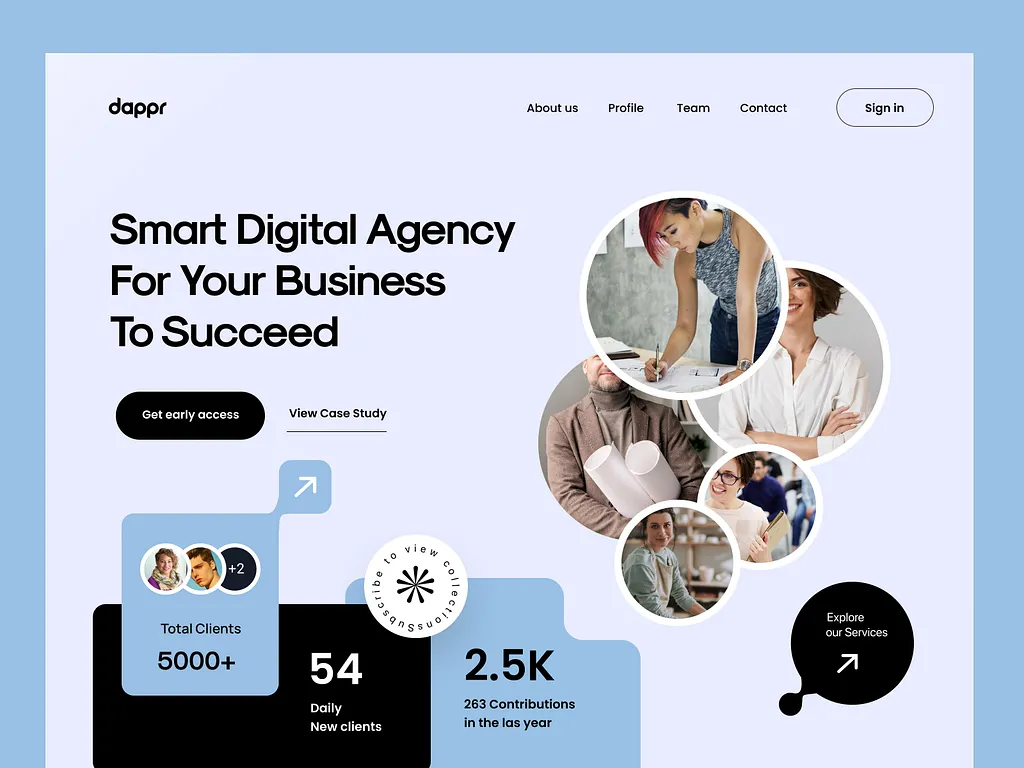 dappr
About us Profile Team Contact Sign in
Smart Digital Agency
For Your Business
To Succeed
Get early access View Case Study
+2
Total Clients
5000+
Subscribe to view collections
54
Daily
New clients
2.5K
263 Contributions
in the las year
Explore
our Services